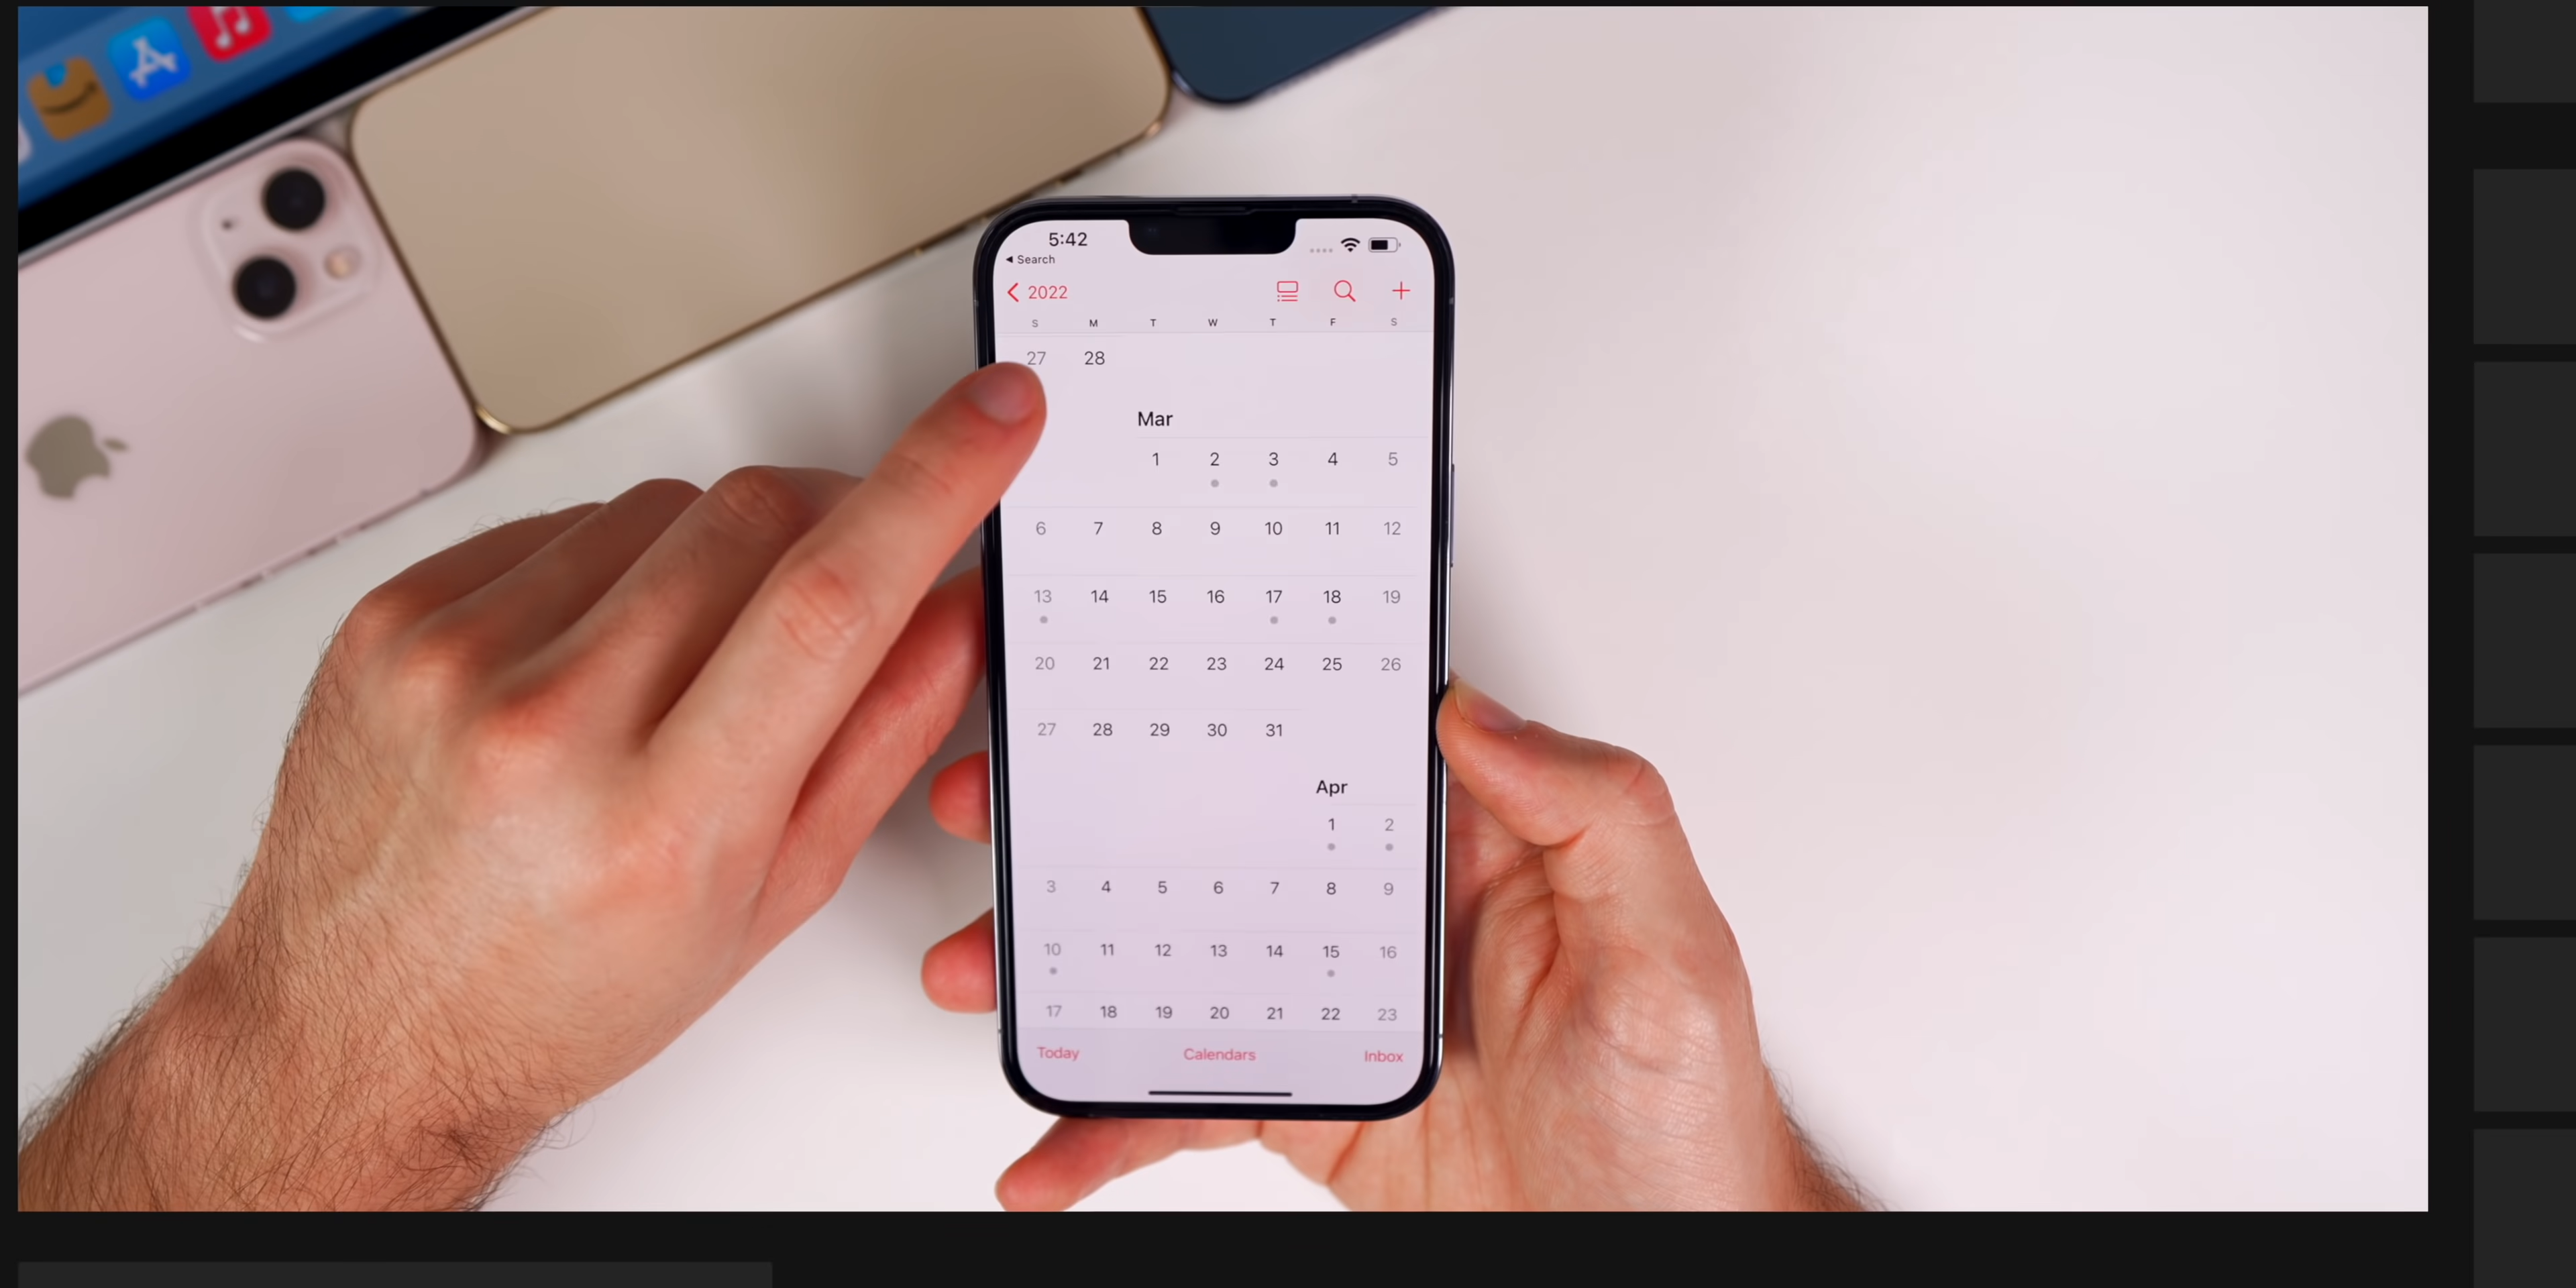 5:42
◀ Search
2022
S M T W T F S
27 28
Mar
1 2 3 4 5
6 7 8 9 10 11 12
13 14 15 16 17 18 19
20 21 22 23 24 25 26
27 28 29 30 31
Apr
1 2
3 4 5 6 7 8 9
10 11 12 13 14 15 16
17 18 19 20 21 22 23
Today Calendars Inbox